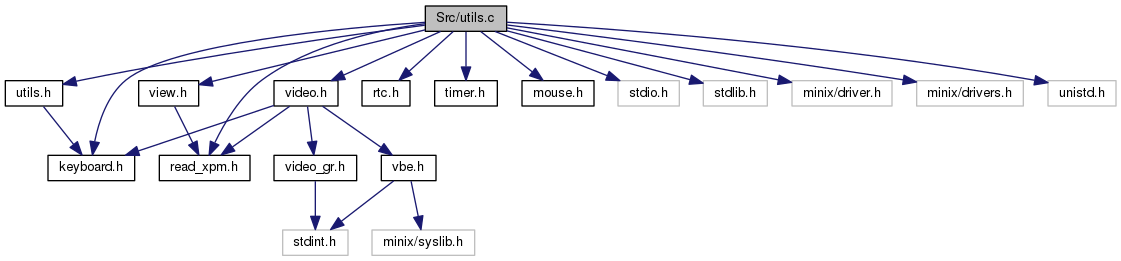 Src/utils.c
utils.h
view.h
video.h
rtc.h
timer.h
mouse.h
stdio.h
stdlib.h
minix/driver.h
minix/drivers.h
unistd.h
keyboard.h
read_xpm.h
video_gr.h
vbe.h
stdint.h
minix/syslib.h